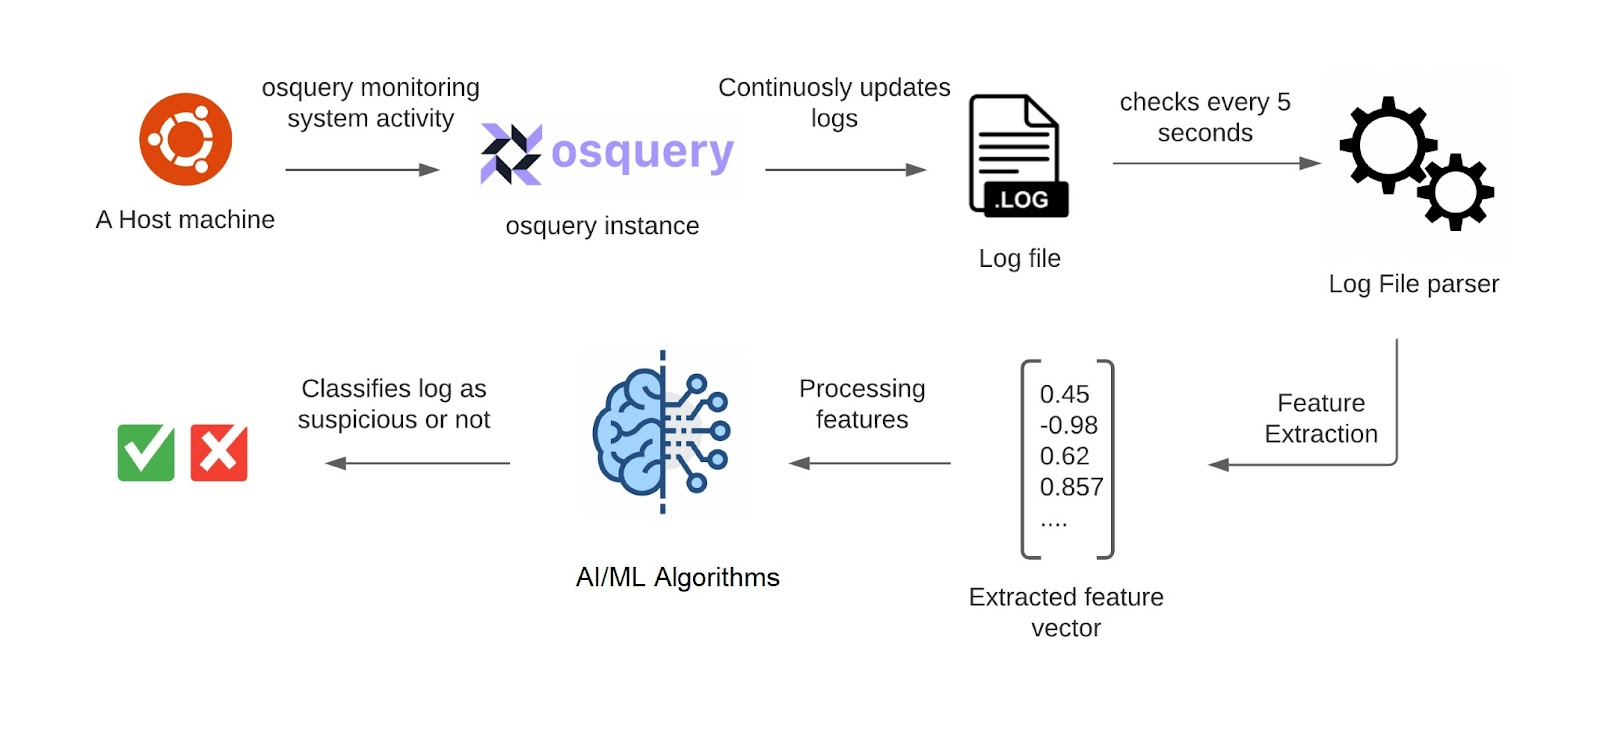 osquery monitoring
system activity
Continuosly updates
logs
checks every 5
seconds
osquery
.LOG
A Host machine
osquery instance
Log file
Log File parser
Classifies log as
suspicious or not
Processing
features
0.45
-0.98
0.62
0.857
....
Feature
Extraction
AI/ML Algorithms
Extracted feature
vector